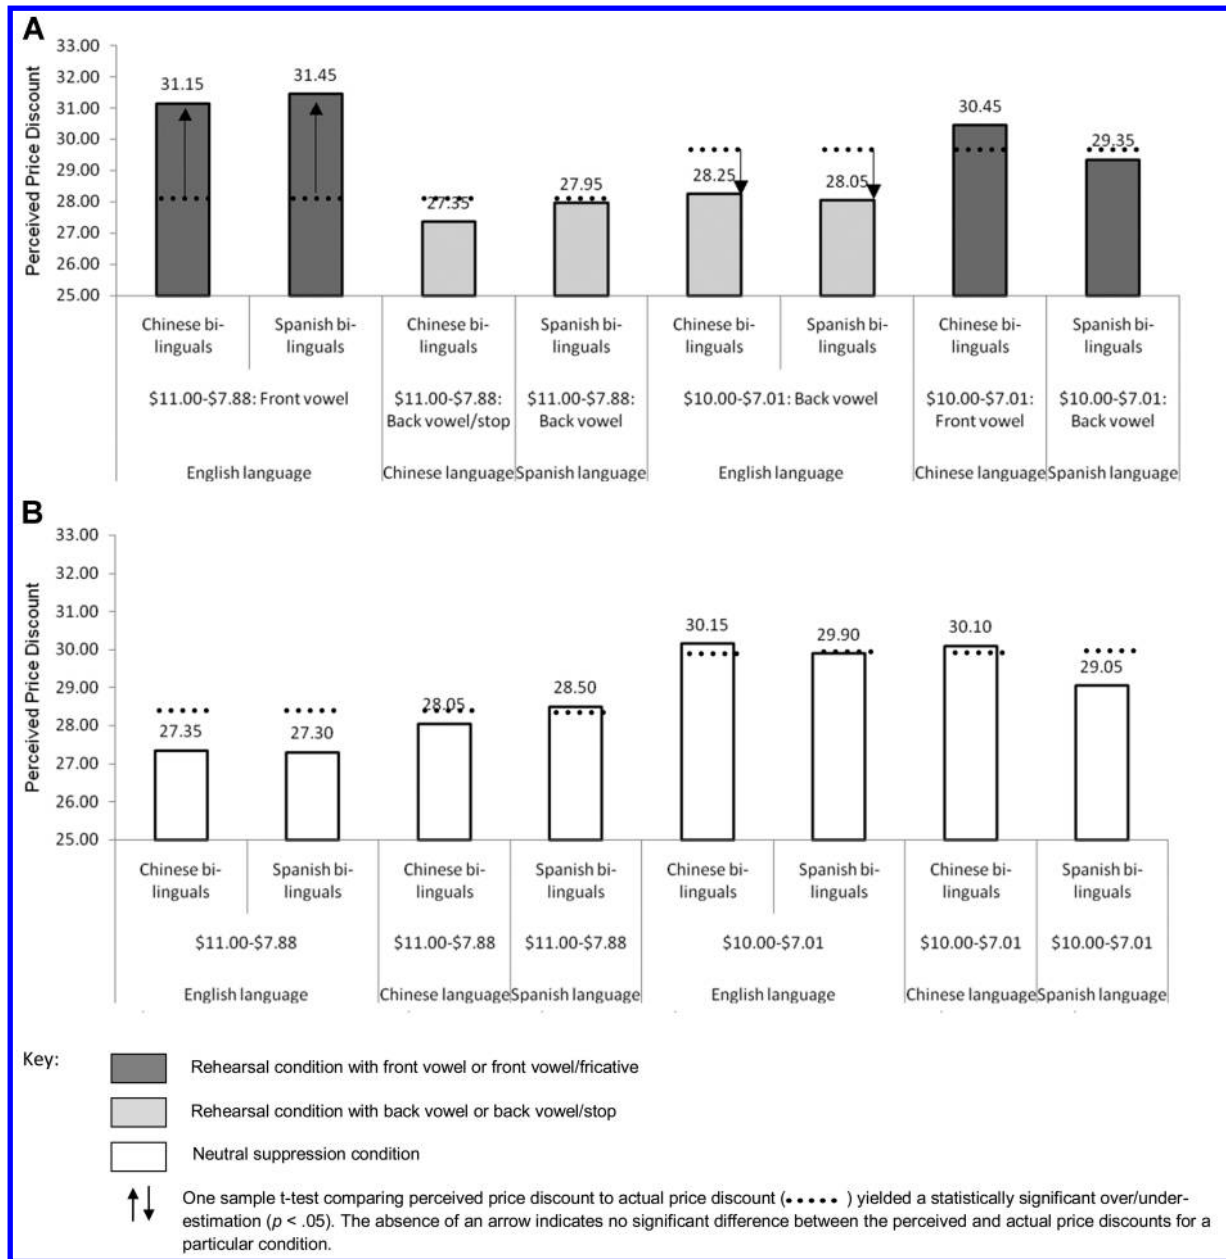 A
33.00
32.00
31.00
30.00
29.00
28.00
27.00
26.00
25.00
Perceived Price Discount
31.15
31.45
27.35
27.95
28.25
28.05
30.45
29.35
Chinese bi-linguals
Spanish bi-linguals
Chinese bi-linguals
Spanish bi-linguals
Chinese bi-linguals
Spanish bi-linguals
Chinese bi-linguals
Spanish bi-linguals
$11.00-$7.88: Front vowel
$11.00-$7.88: Back vowel/stop
$11.00-$7.88: Back vowel
$10.00-$7.01: Back vowel
$10.00-$7.01: Front vowel
$10.00-$7.01: Back vowel
English language
Chinese language
Spanish language
English language
Chinese language
Spanish language
B
33.00
32.00
31.00
30.00
29.00
28.00
27.00
26.00
25.00
Perceived Price Discount
27.35
27.30
28.05
28.50
30.15
29.90
30.10
29.05
Chinese bi-linguals
Spanish bi-linguals
Chinese bi-linguals
Spanish bi-linguals
Chinese bi-linguals
Spanish bi-linguals
Chinese bi-linguals
Spanish bi-linguals
$11.00-$7.88
$11.00-$7.88
$11.00-$7.88
$10.00-$7.01
$10.00-$7.01
$10.00-$7.01
English language
Chinese language
Spanish language
English language
Chinese language
Spanish language
Key:
Rehearsal condition with front vowel or front vowel/fricative
Rehearsal condition with back vowel or back vowel/stop
Neutral suppression condition
One sample t-test comparing perceived price discount to actual price discount (••••• ) yielded a statistically significant over/under-
estimation (p < .05). The absence of an arrow indicates no significant difference between the perceived and actual price discounts for a
particular condition.